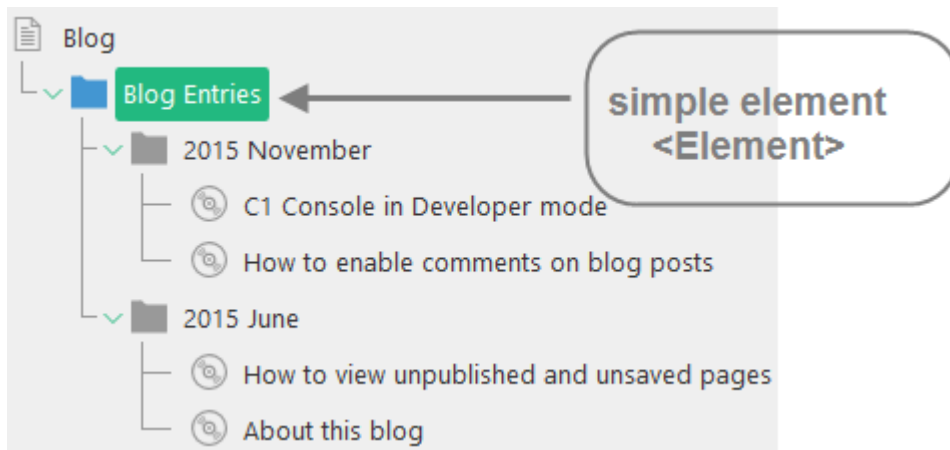 Blog
Blog Entries
simple element
<Element>
2015 November
C1 Console in Developer mode
How to enable comments on blog posts
2015 June
How to view unpublished and unsaved pages
About this blog